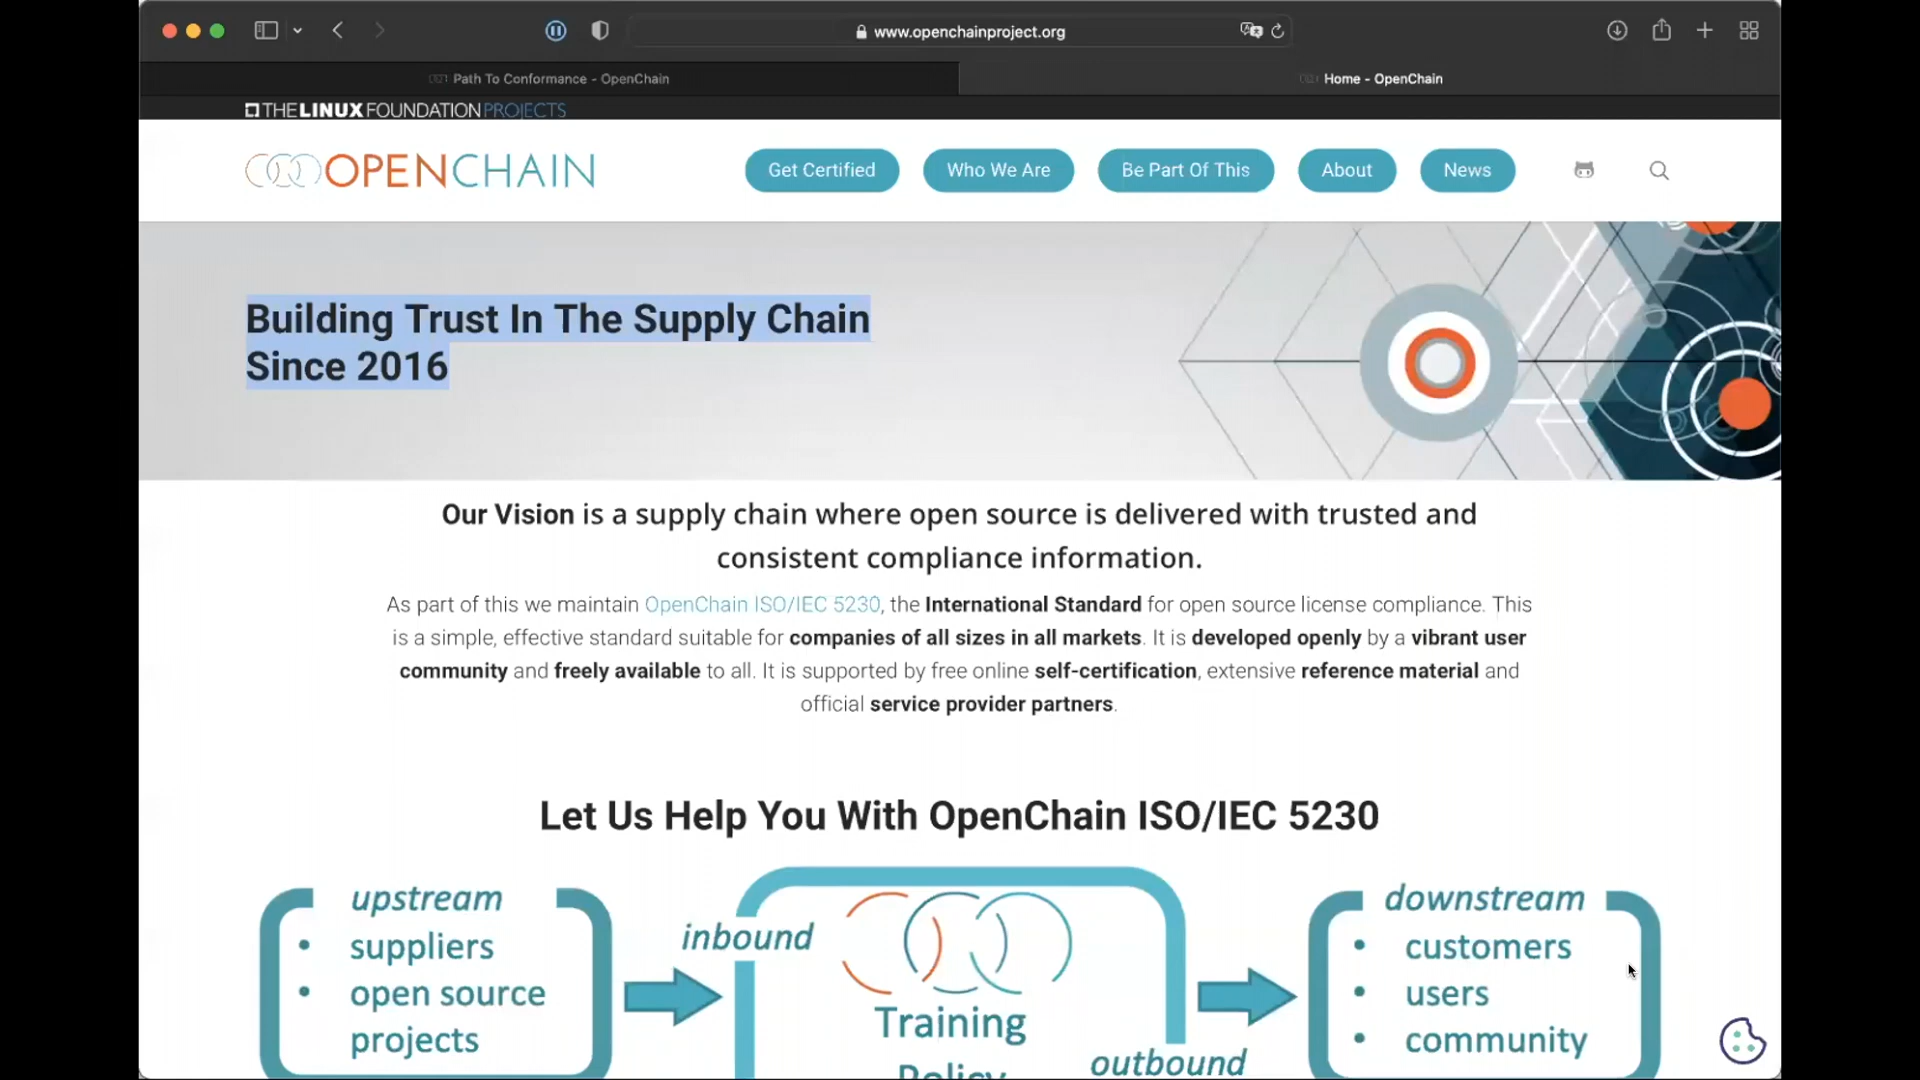 www.openchainproject.org
Path To Conformance - OpenChain
Home - OpenChain
THE LINUX FOUNDATION PROJECTS
OPENCHAIN
Get Certified
Who We Are
Be Part Of This
About
News
Building Trust In The Supply Chain
Since 2016
Our Vision is a supply chain where open source is delivered with trusted and
consistent compliance information.
As part of this we maintain OpenChain ISO/IEC 5230, the International Standard for open source license compliance. This
is a simple, effective standard suitable for companies of all sizes in all markets. It is developed openly by a vibrant user
community and freely available to all. It is supported by free online self-certification, extensive reference material and
official service provider partners.
Let Us Help You With OpenChain ISO/IEC 5230
upstream
• suppliers
• open source
projects
inbound
Training
Policy
outbound
downstream
• customers
• users
• community